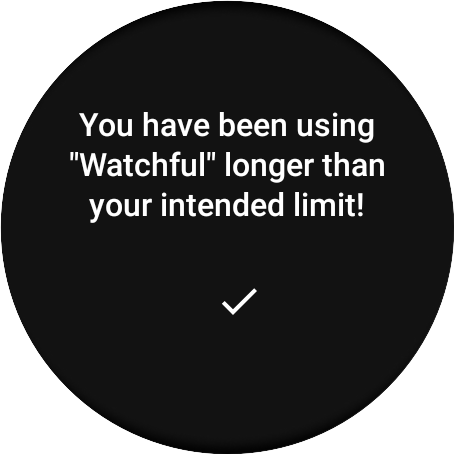 You have been using
"Watchful" longer than
your intended limit!